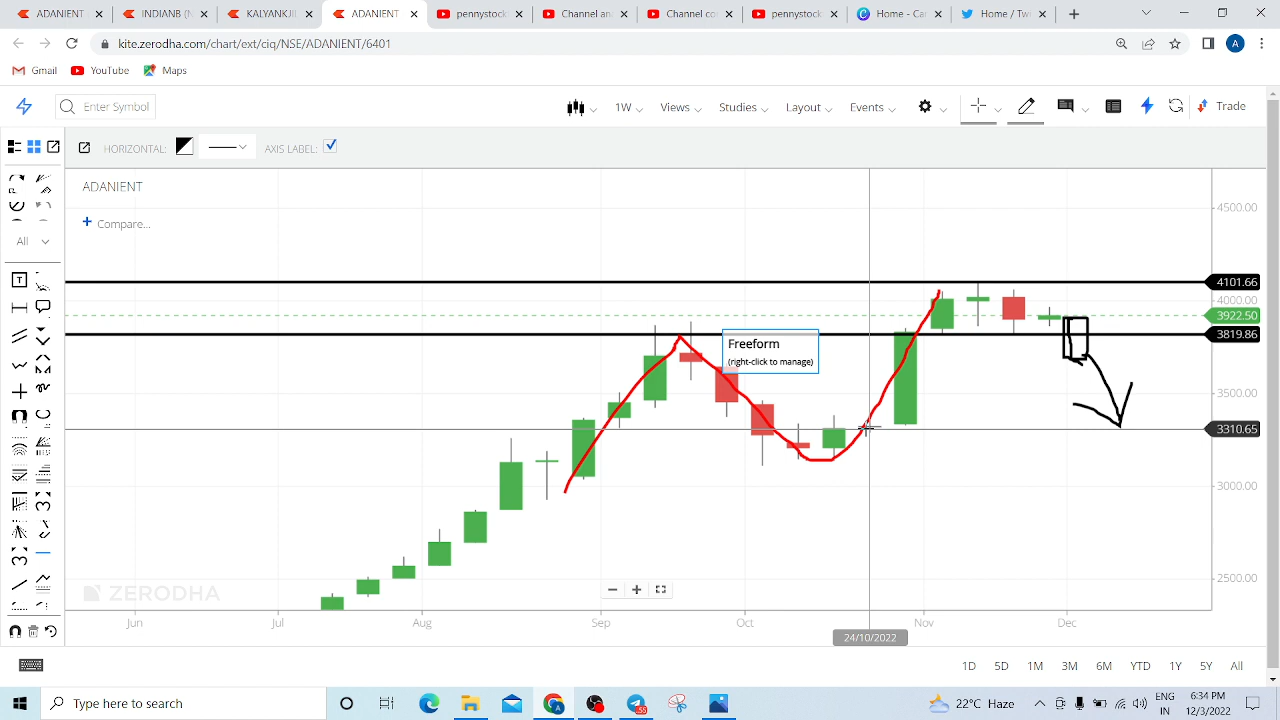 ADANIENT
INDIA (
KALYANKJIL
ADANIENT
pennystock
Channel an
Channel co
pennystock
Home - Ca
Home / Tw
kite.zerodha.com/chart/ext/ciq/NSE/ADANIENT/6401
A
Gmail
YouTube
Maps
Enter Symbol
1W
Views
Studies
Layout
Events
Trade
HORIZONTAL:
AXIS LABEL:
ADANIENT
Compare...
All
T
4500.00
4101.66
4000.00
3922.50
3819.86
3500.00
3310.65
3000.00
2500.00
Freeform
(right-click to manage)
ZERODHA
Jun
Jul
Aug
Sep
Oct
Nov
Dec
24/10/2022
1D
5D
1M
3M
6M
YTD
1Y
5Y
All
Type here to search
22°C Haze
ENG
IN
6:34 PM
12/3/2022